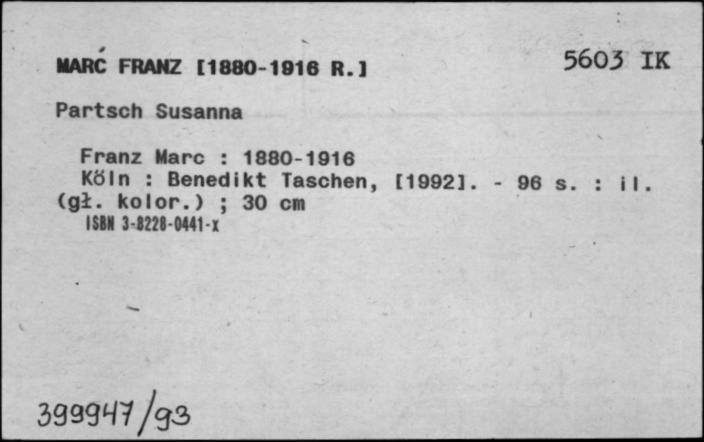 MARĆ FRANZ [1880-1916 R.]
5603 IK
Partsch Susanna
Franz Marc : 1880-1916
Köln : Benedikt Taschen, [1992]. - 96 s. : il.
(gł. kolor.) ; 30 cm
ISBN 3-8228-0441-x
399947/93